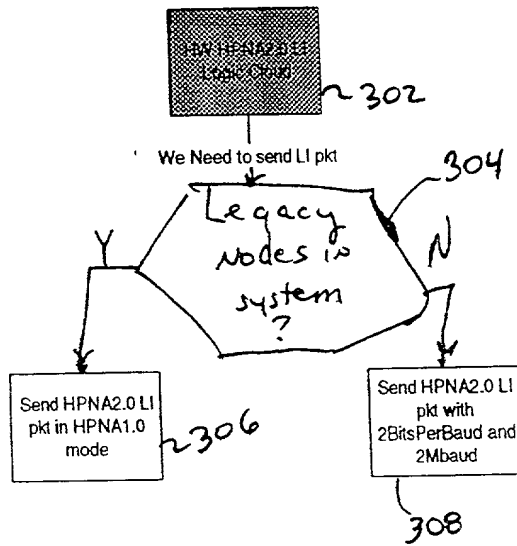 HW HPNA2.0 LI
Logic Cloud
302
We Need to send LI pkt
304
Legacy
Nodes in
system
?
Y
N
Send HPNA2.0 LI
pkt in HPNA1.0
mode
306
Send HPNA2.0 LI
pkt with
2BitsPerBaud and
2Mbaud
308